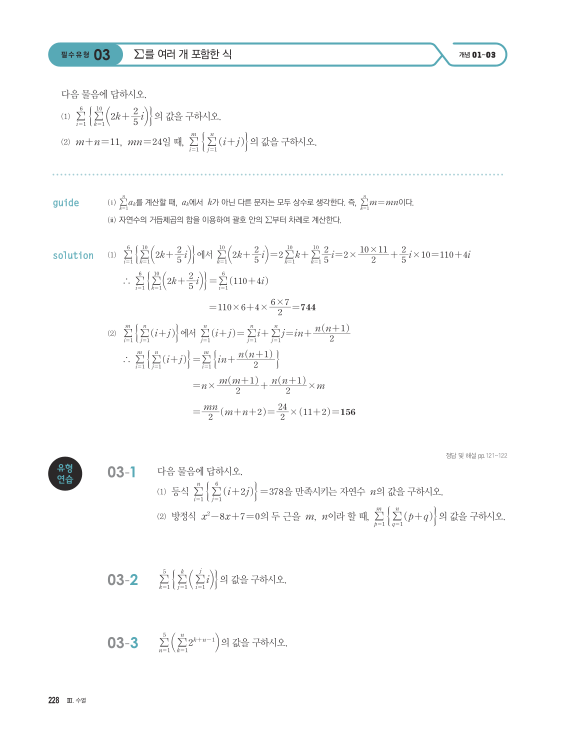 필수유형 03 ∑를 여러 개 포함한 식 개념 01-03
다음 물음에 답하시오.
⑴ $\sum_{i=1}^{6}\left\{\sum_{k=1}^{10}\left(2k+\frac{2}{5}i\right)\right\}$의 값을 구하시오.
⑵ $m+n=11,\ mn=24$일 때, $\sum_{i=1}^{m}\left\{\sum_{j=1}^{n}(i+j)\right\}$의 값을 구하시오.
guide ⑴ $\sum_{k=1}^{n}a_k$를 계산할 때, $a_k$에서 $k$가 아닌 다른 문자는 모두 상수로 생각한다. 즉, $\sum_{k=1}^{n}m=mn$이다.
⑾ 자연수의 거듭제곱의 합을 이용하여 괄호 안의 ∑부터 차례로 계산한다.
solution ⑴ $\sum_{i=1}^{6}\left\{\sum_{k=1}^{10}\left(2k+\frac{2}{5}i\right)\right\}$에서 $\sum_{k=1}^{10}\left(2k+\frac{2}{5}i\right)=2\sum_{k=1}^{10}k+\sum_{k=1}^{10}\frac{2}{5}i=2\times\frac{10\times11}{2}+\frac{2}{5}i\times10=110+4i$
$\therefore\ \sum_{i=1}^{6}\left\{\sum_{k=1}^{10}\left(2k+\frac{2}{5}i\right)\right\}=\sum_{i=1}^{6}(110+4i)$
$=110\times6+4\times\frac{6\times7}{2}=\mathbf{744}$
⑵ $\sum_{i=1}^{m}\left\{\sum_{j=1}^{n}(i+j)\right\}$에서 $\sum_{j=1}^{n}(i+j)=\sum_{j=1}^{n}i+\sum_{j=1}^{n}j=in+\frac{n(n+1)}{2}$
$\therefore\ \sum_{i=1}^{m}\left\{\sum_{j=1}^{n}(i+j)\right\}=\sum_{i=1}^{m}\left\{in+\frac{n(n+1)}{2}\right\}$
$=n\times\frac{m(m+1)}{2}+\frac{n(n+1)}{2}\times m$
$=\frac{mn}{2}(m+n+2)=\frac{24}{2}\times(11+2)=\mathbf{156}$
정답 및 해설 pp.121~122
유형
연습
03-1 다음 물음에 답하시오.
⑴ 등식 $\sum_{i=1}^{n}\left\{\sum_{j=1}^{6}(i+2j)\right\}=378$을 만족시키는 자연수 $n$의 값을 구하시오.
⑵ 방정식 $x^2-8x+7=0$의 두 근을 $m,\ n$이라 할 때, $\sum_{p=1}^{m}\left\{\sum_{q=1}^{n}(p+q)\right\}$의 값을 구하시오.
03-2 $\sum_{k=1}^{5}\left\{\sum_{j=1}^{k}\left(\sum_{i=1}^{j}i\right)\right\}$의 값을 구하시오.
03-3 $\sum_{n=1}^{5}\left(\sum_{k=1}^{n}2^{k+n-1}\right)$의 값을 구하시오.
228 Ⅲ. 수열